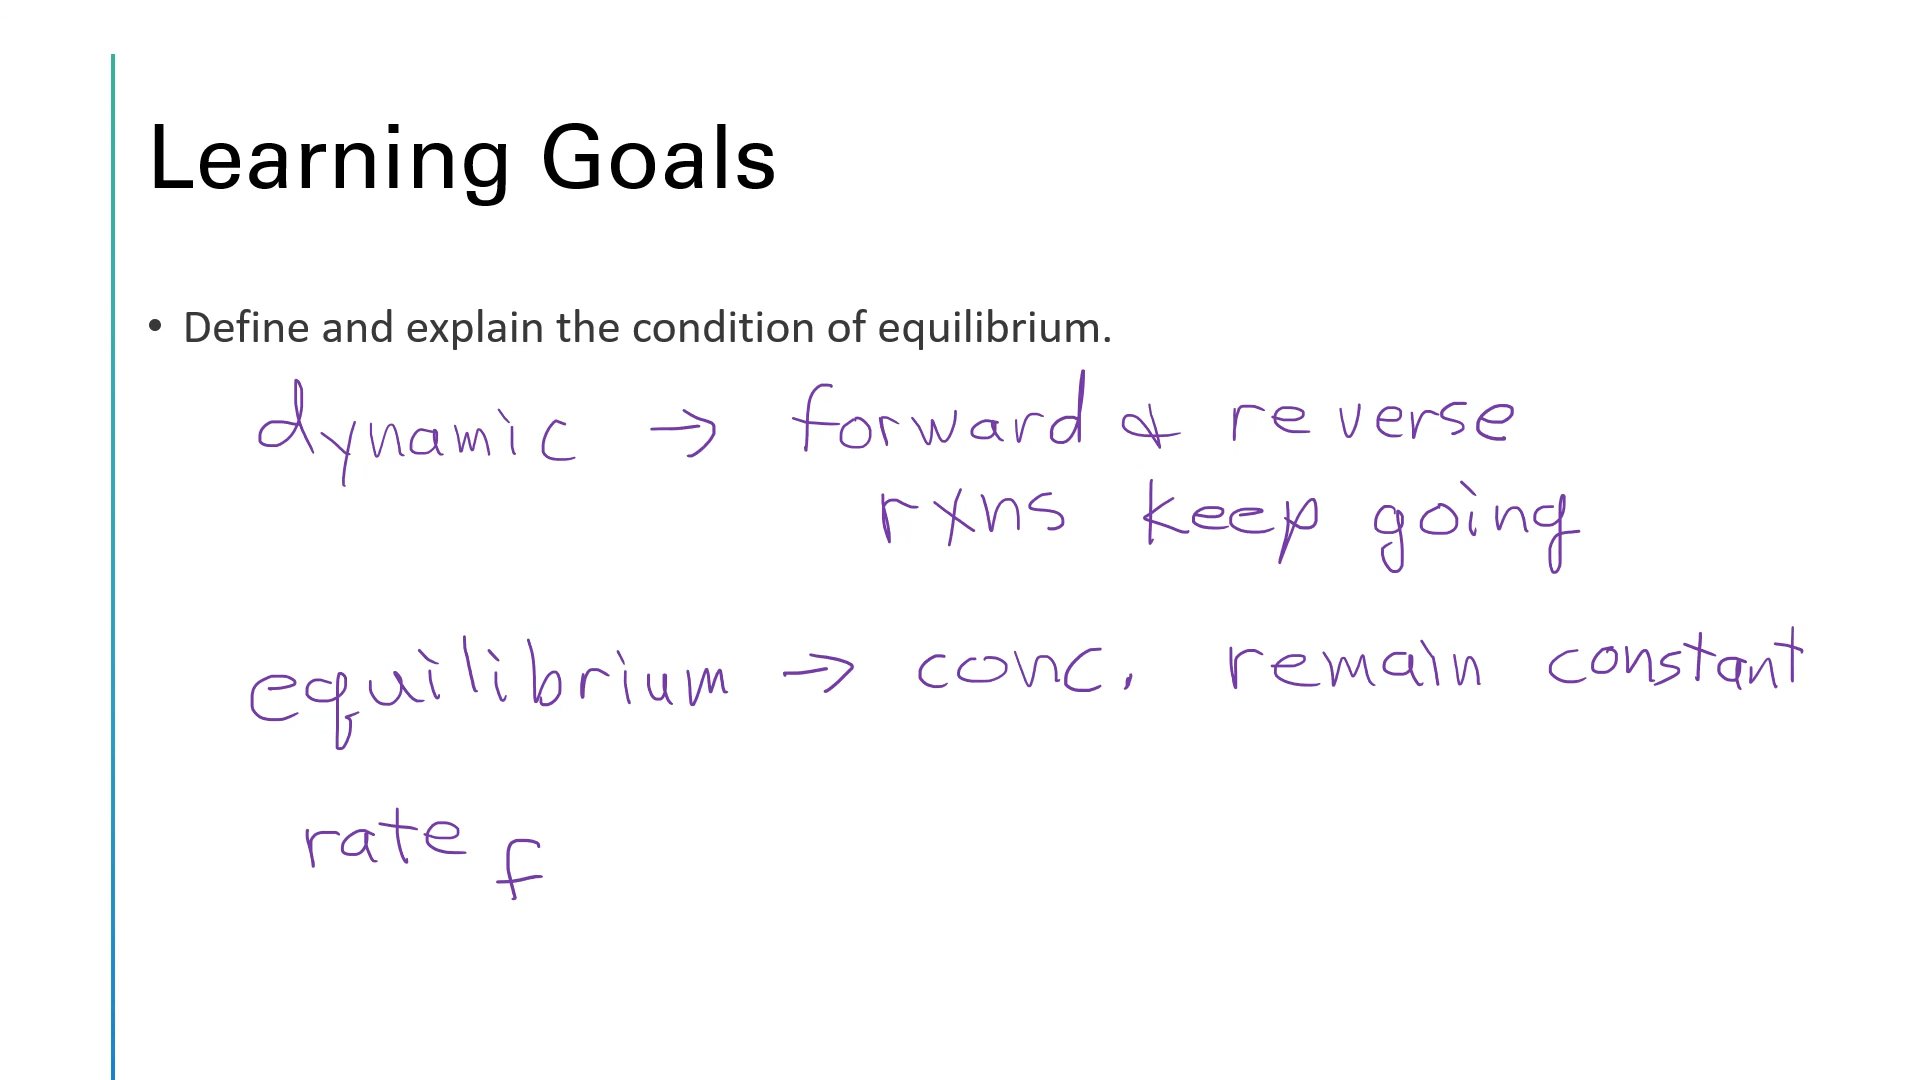 Learning Goals
• Define and explain the condition of equilibrium.
dynamic → forward & reverse
rxns keep going
equilibrium → conc. remain constant
rate f